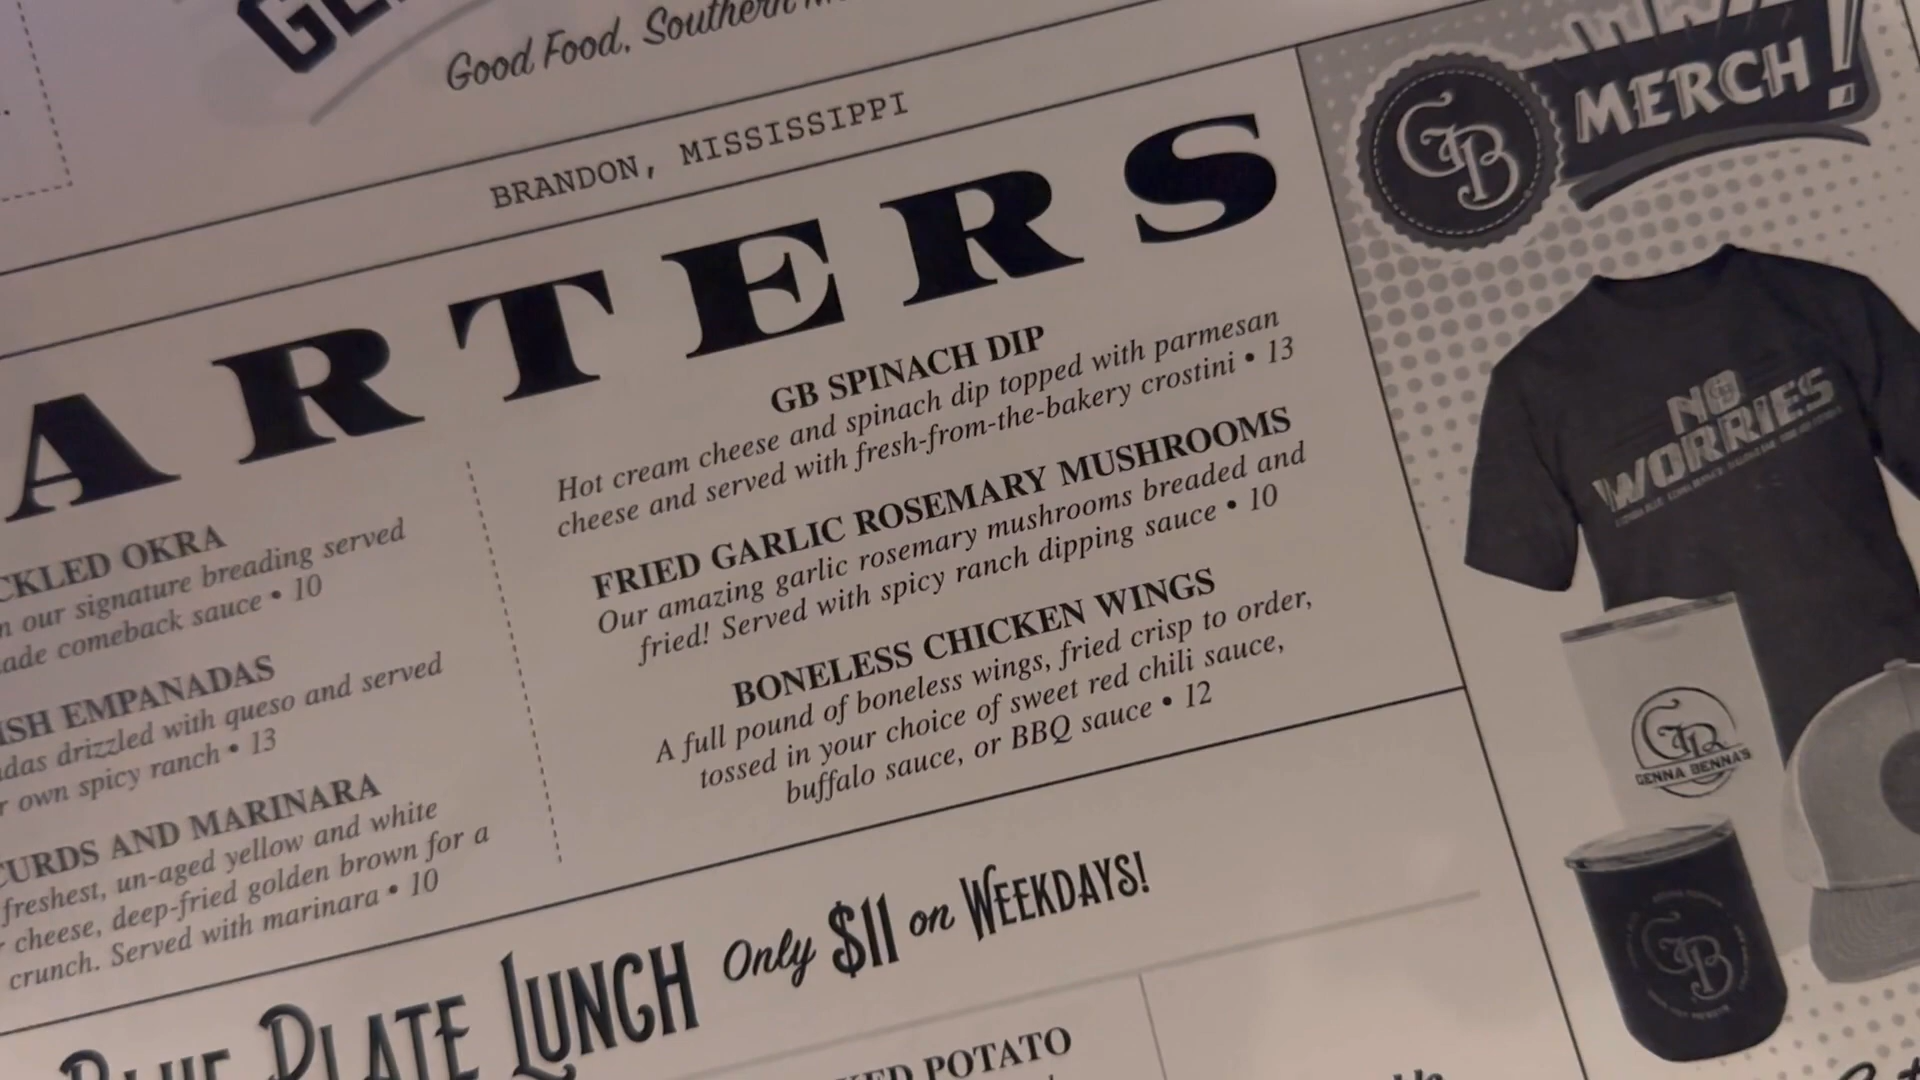 Good Food. Southern
BRANDON, MISSISSIPPI
ARTERS
CKLED OKRA
n our signature breading served
ade comeback sauce • 10
ISH EMPANADAS
das drizzled with queso and served
r own spicy ranch • 13
CURDS AND MARINARA
freshest, un-aged yellow and white
r cheese, deep-fried golden brown for a
crunch. Served with marinara • 10
GB SPINACH DIP
Hot cream cheese and spinach dip topped with parmesan
cheese and served with fresh-from-the-bakery crostini • 13
FRIED GARLIC ROSEMARY MUSHROOMS
Our amazing garlic rosemary mushrooms breaded and
fried! Served with spicy ranch dipping sauce • 10
BONELESS CHICKEN WINGS
A full pound of boneless wings, fried crisp to order,
tossed in your choice of sweet red chili sauce,
buffalo sauce, or BBQ sauce • 12
BLUE PLATE LUNCH Only $11 on WEEKDAYS!
KED POTATO
GB MERCH!
NO
WORRIES
GB
GENNA BENNA'S
GB